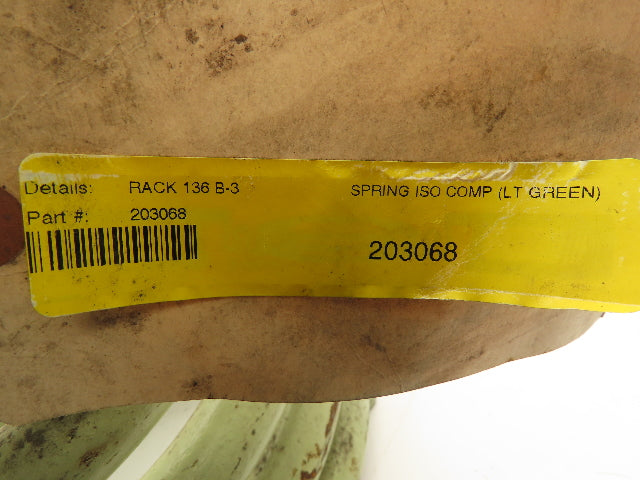 Details: RACK 136 B-3 SPRING ISO COMP (LT GREEN)
Part #: 203068
203068